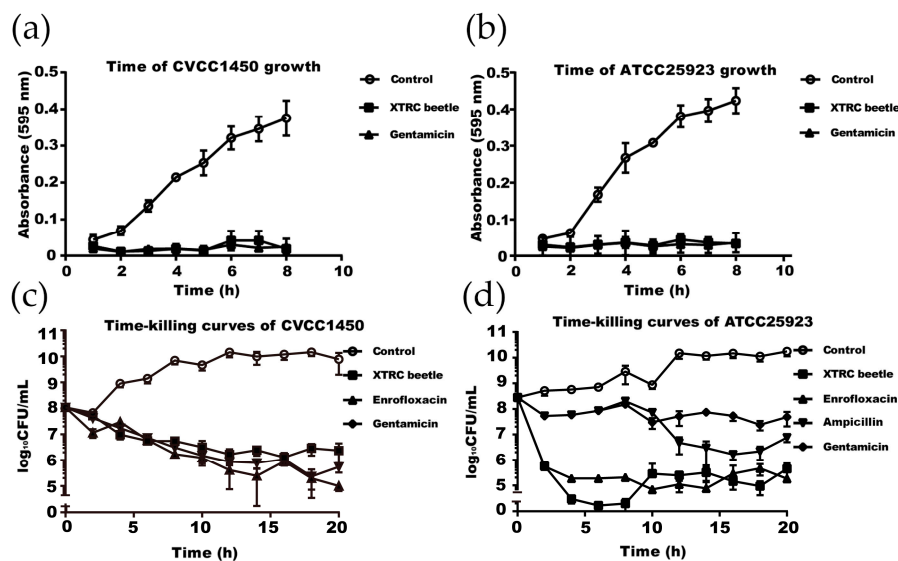 (a)
Time of CVCC1450 growth
Absorbance (595 nm)
0.5
0.4
0.3
0.2
0.1
0
0 2 4 6 8 10
Time (h)
Control
XTRC beetle
Gentamicin
(b)
Time of ATCC25923 growth
Absorbance (595 nm)
0.5
0.4
0.3
0.2
0.1
0
0 2 4 6 8 10
Time (h)
Control
XTRC beetle
Gentamicin
(c)
Time-killing curves of CVCC1450
log₁₀CFU/mL
11
10
9
8
7
6
5
0
0 5 10 15 20
Time (h)
Control
XTRC beetle
Enrofloxacin
Gentamicin
(d)
Time-killing curves of ATCC25923
log₁₀CFU/mL
11
10
9
8
7
6
5
0
0 5 10 15 20
Time (h)
Control
XTRC beetle
Enrofloxacin
Ampicillin
Gentamicin